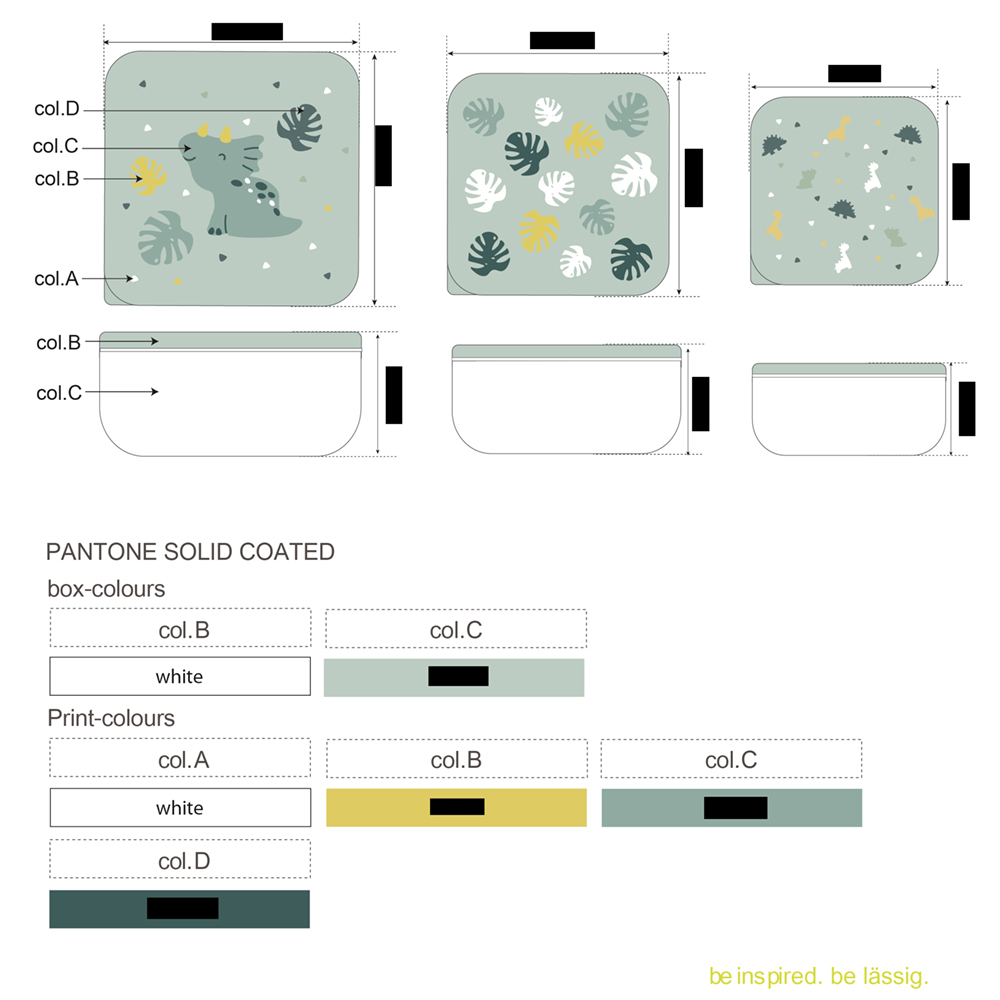 col.D
col.C
col.B
col.A
col.B
col.C
PANTONE SOLID COATED
box-colours
col.B col.C
white
Print-colours
col.A col.B col.C
white
col.D
be inspired. be lässig.